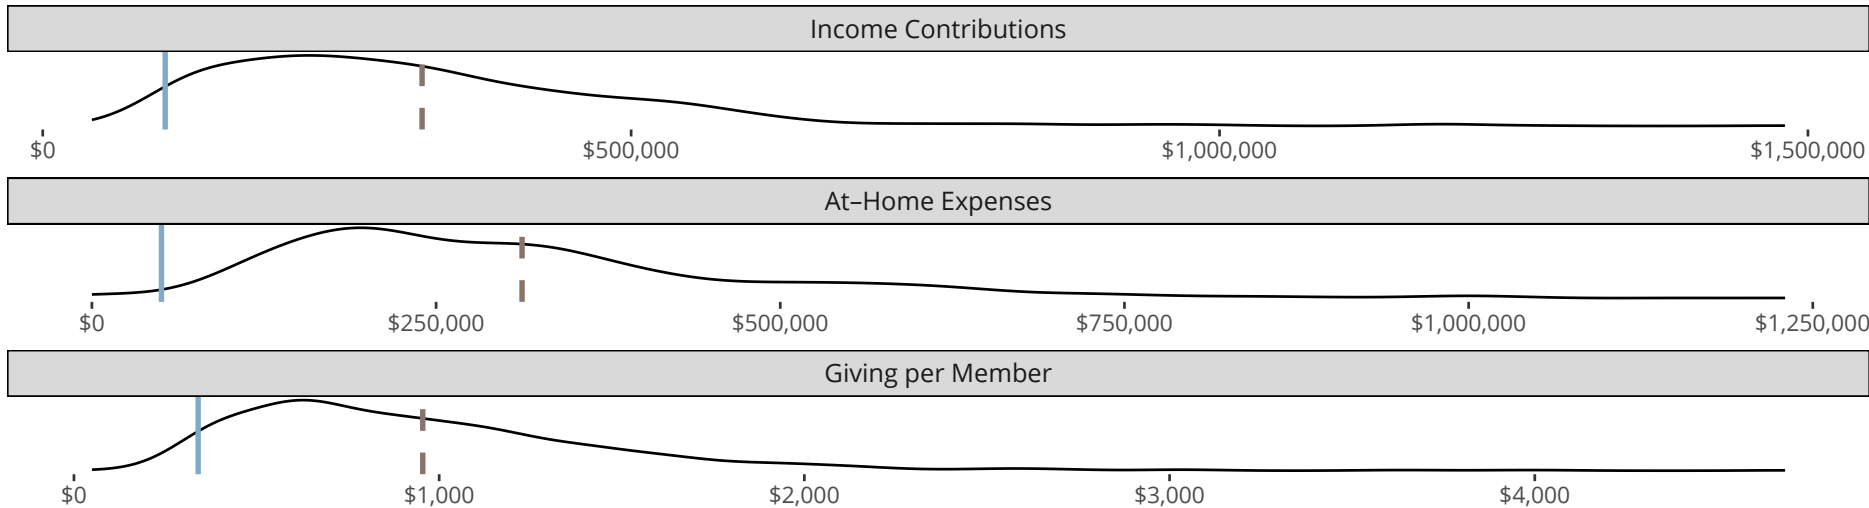 Income Contributions
$0 $500,000 $1,000,000 $1,500,000
At–Home Expenses
$0 $250,000 $500,000 $750,000 $1,000,000 $1,250,000
Giving per Member
$0 $1,000 $2,000 $3,000 $4,000